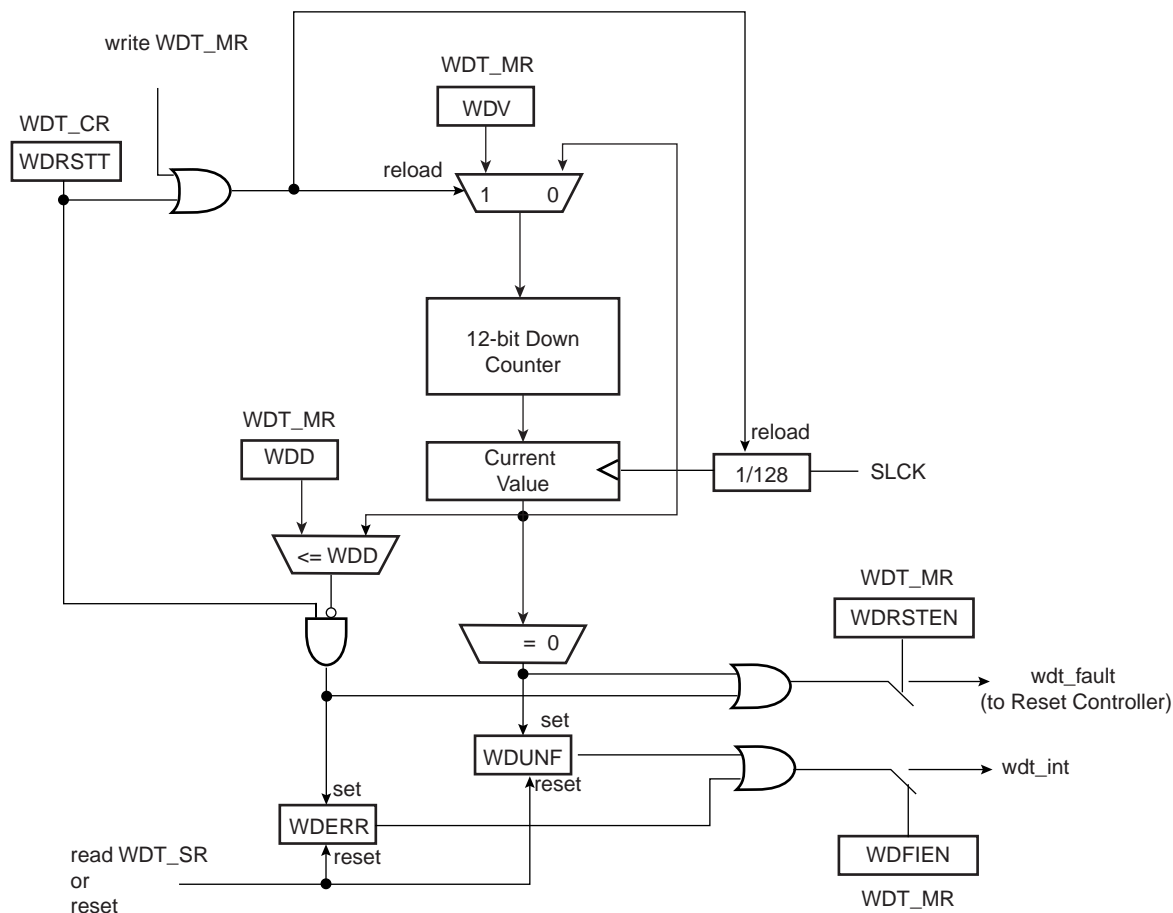 write WDT_MR
WDT_MR
WDV
WDT_CR
WDRSTT
reload
1 0
12-bit Down
Counter
WDT_MR
reload
WDD
Current
Value
1/128
SLCK
<= WDD
WDT_MR
WDRSTEN
= 0
wdt_fault
(to Reset Controller)
set
WDUNF
reset
wdt_int
set
WDERR
reset
read WDT_SR
or
reset
WDFIEN
WDT_MR